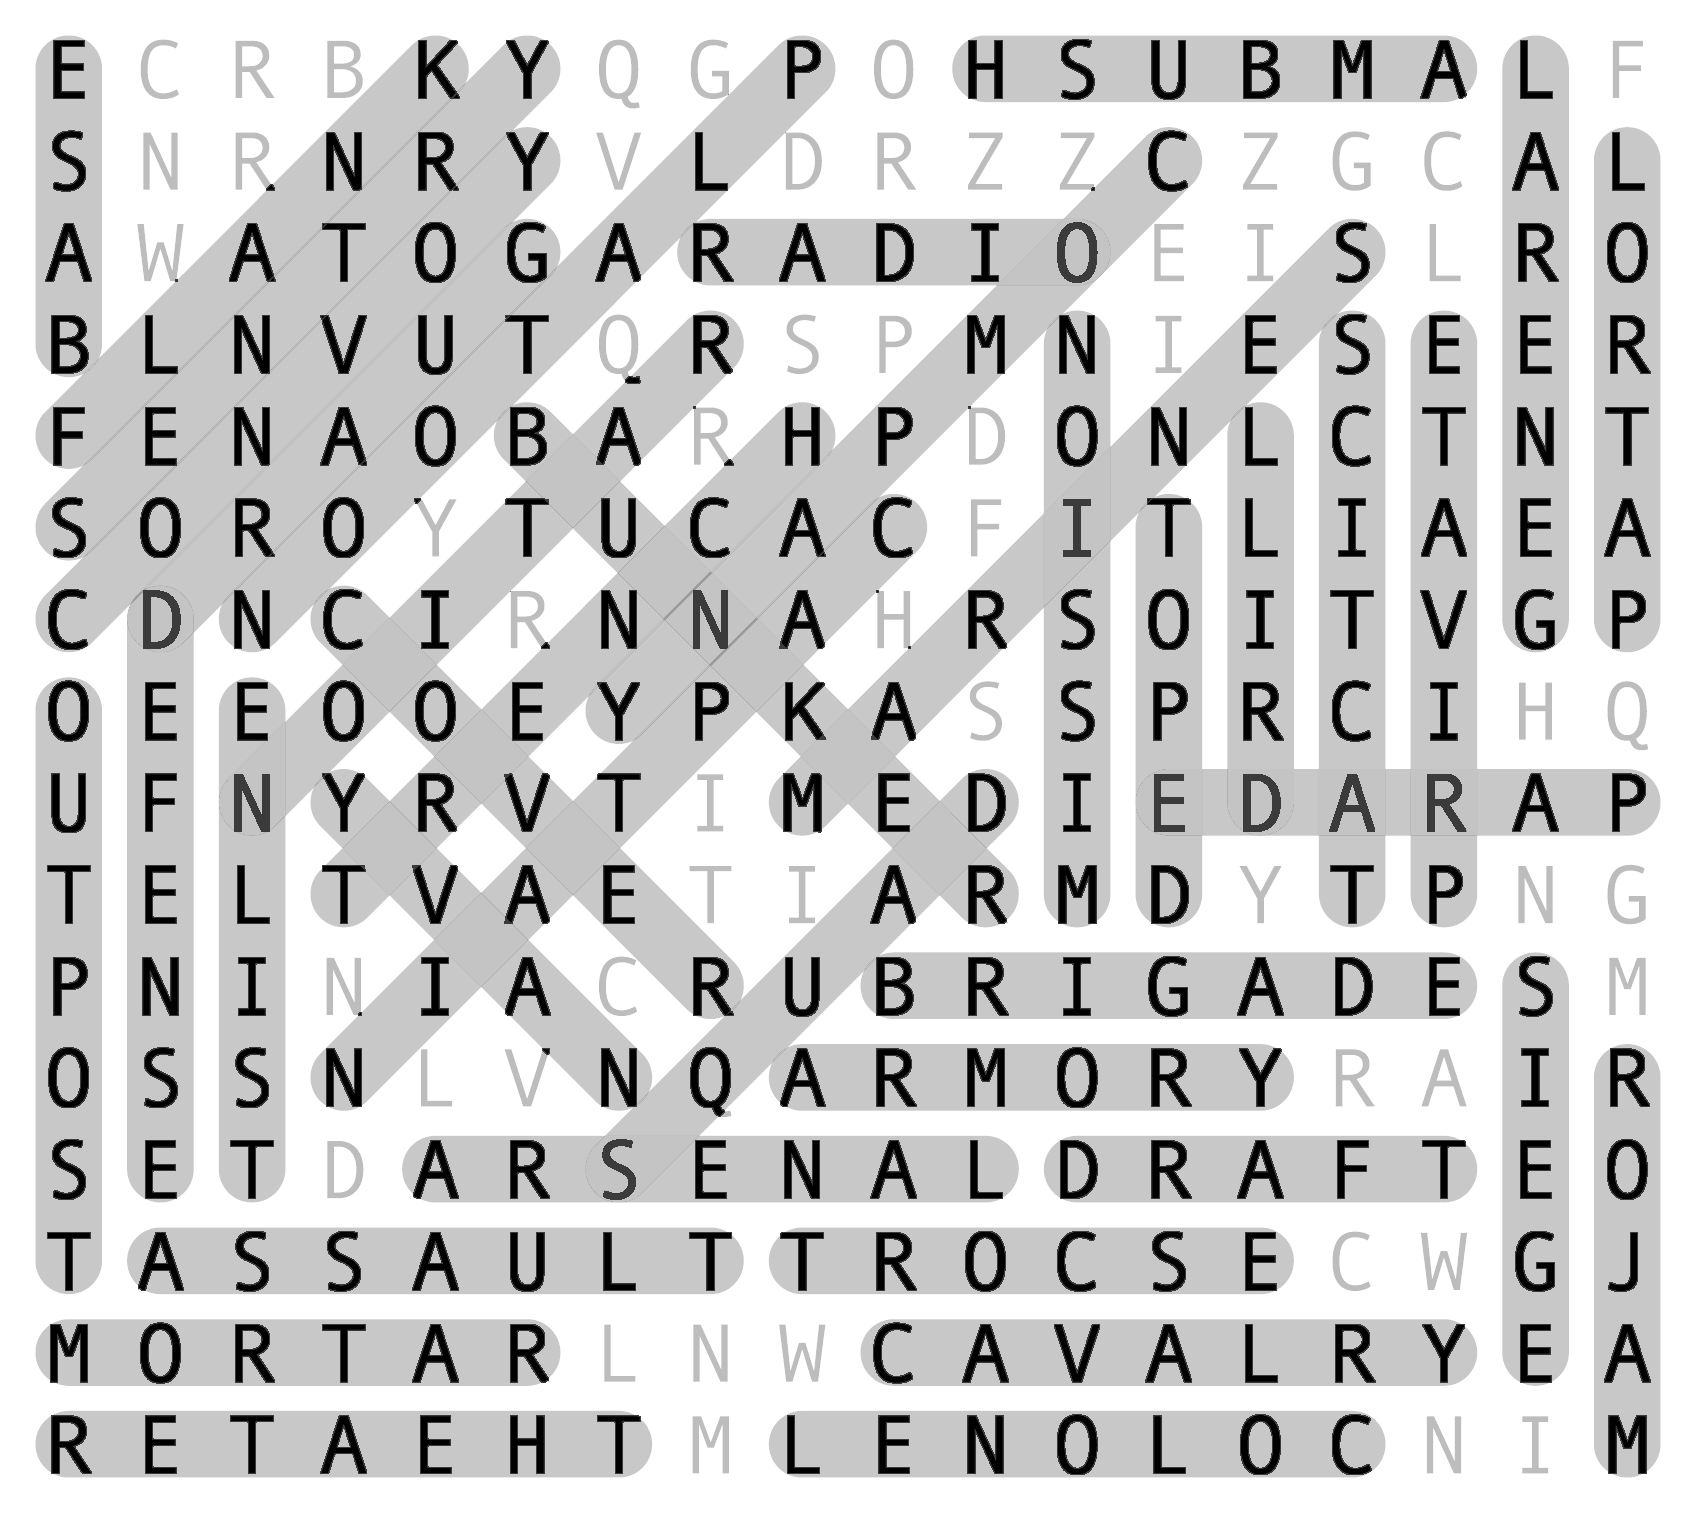 E C R B K Y Q G P O H S U B M A L F
S N R N R Y V L D R Z Z C Z G C A L
A W A T O G A R A D I O E I S L R O
B L N V U T Q R S P M N I E S E E R
F E N A O B A R H P D O N L C T N T
S O R O Y T U C A C F I T L I A E A
C D N C I R N N A H R S O I T V G P
O E E O O E Y P K A S S P R C I H Q
U F N Y R V T I M E D I E D A R A P
T E L T V A E T I A R M D Y T P N G
P N I N I A C R U B R I G A D E S M
O S S N L V N Q A R M O R Y R A I R
S E T D A R S E N A L D R A F T E O
T A S S A U L T T R O C S E C W G J
M O R T A R L N W C A V A L R Y E A
R E T A E H T M L E N O L O C N I M